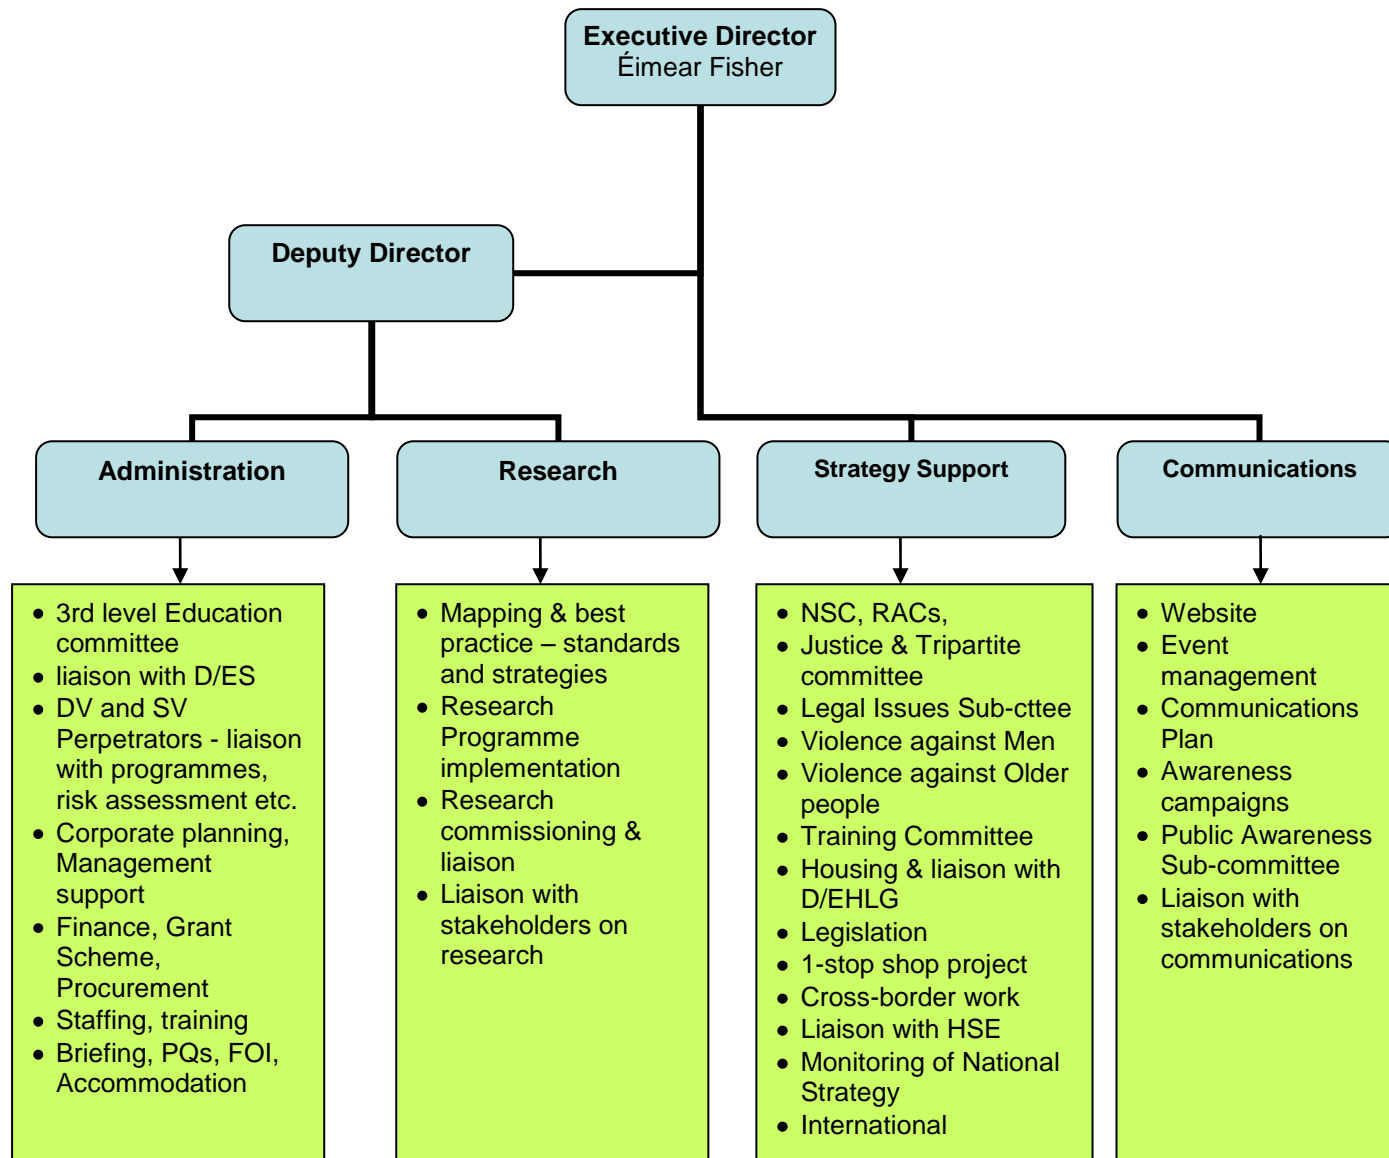 Executive Director
Éimear Fisher
Deputy Director
Administration
Research
Strategy Support
Communications
• 3rd level Education
committee
• liaison with D/ES
• DV and SV
Perpetrators - liaison
with programmes,
risk assessment etc.
• Corporate planning,
Management
support
• Finance, Grant
Scheme,
Procurement
• Staffing, training
• Briefing, PQs, FOI,
Accommodation
• Mapping & best
practice – standards
and strategies
• Research
Programme
implementation
• Research
commissioning &
liaison
• Liaison with
stakeholders on
research
• NSC, RACs,
• Justice & Tripartite
committee
• Legal Issues Sub-cttee
• Violence against Men
• Violence against Older
people
• Training Committee
• Housing & liaison with
D/EHLG
• Legislation
• 1-stop shop project
• Cross-border work
• Liaison with HSE
• Monitoring of National
Strategy
• International
• Website
• Event
management
• Communications
Plan
• Awareness
campaigns
• Public Awareness
Sub-committee
• Liaison with
stakeholders on
communications